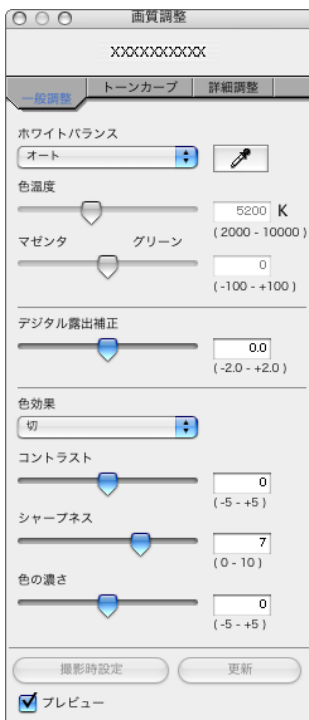 画質調整
XXXXXXXXXX
一般調整 トーンカーブ 詳細調整
ホワイトバランス
オート
色温度
5200 K
(2000 - 10000 )
マゼンタ グリーン
0
(-100 - +100 )
デジタル露出補正
0.0
( -2.0 - +2.0 )
色効果
切
コントラスト
0
(-5 - +5 )
シャープネス
7
(0 - 10 )
色の濃さ
0
(-5 - +5 )
撮影時設定 更新
プレビュー